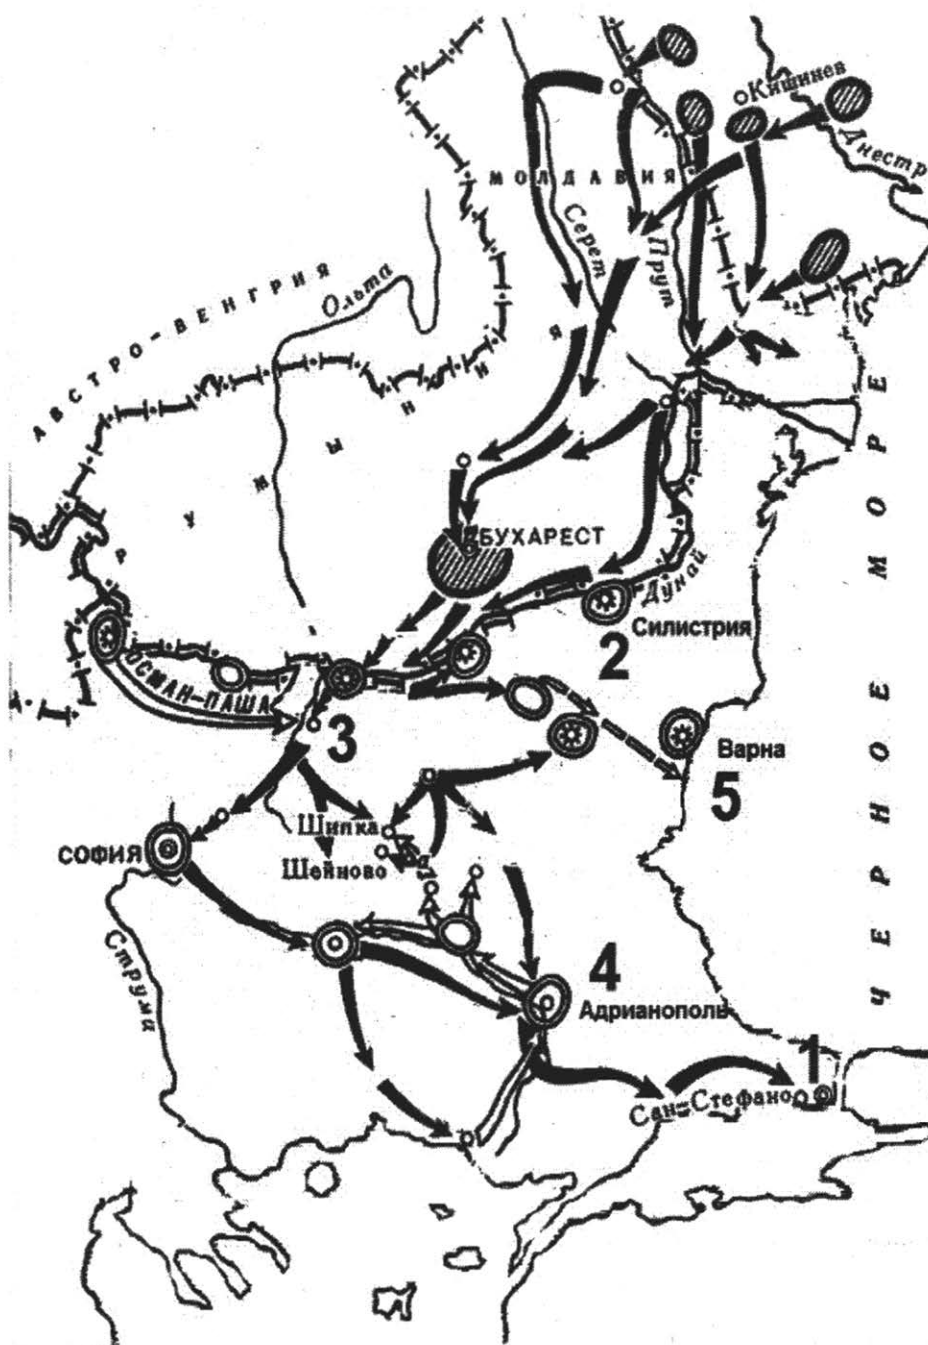 Кишинев
Днестр
МОЛДАВИЯ
Серет
Прут
АВСТРО-ВЕНГРИЯ
Ольта
РУМЫНИЯ
ЧЕРНОЕ МОРЕ
БУХАРЕСТ
Дунай
2
Силистрия
ОСМАН-ПАША
3
Варна
5
Шипка
СОФИЯ
Шейново
Струма
4
Адрианополь
1
Сан-Стефано